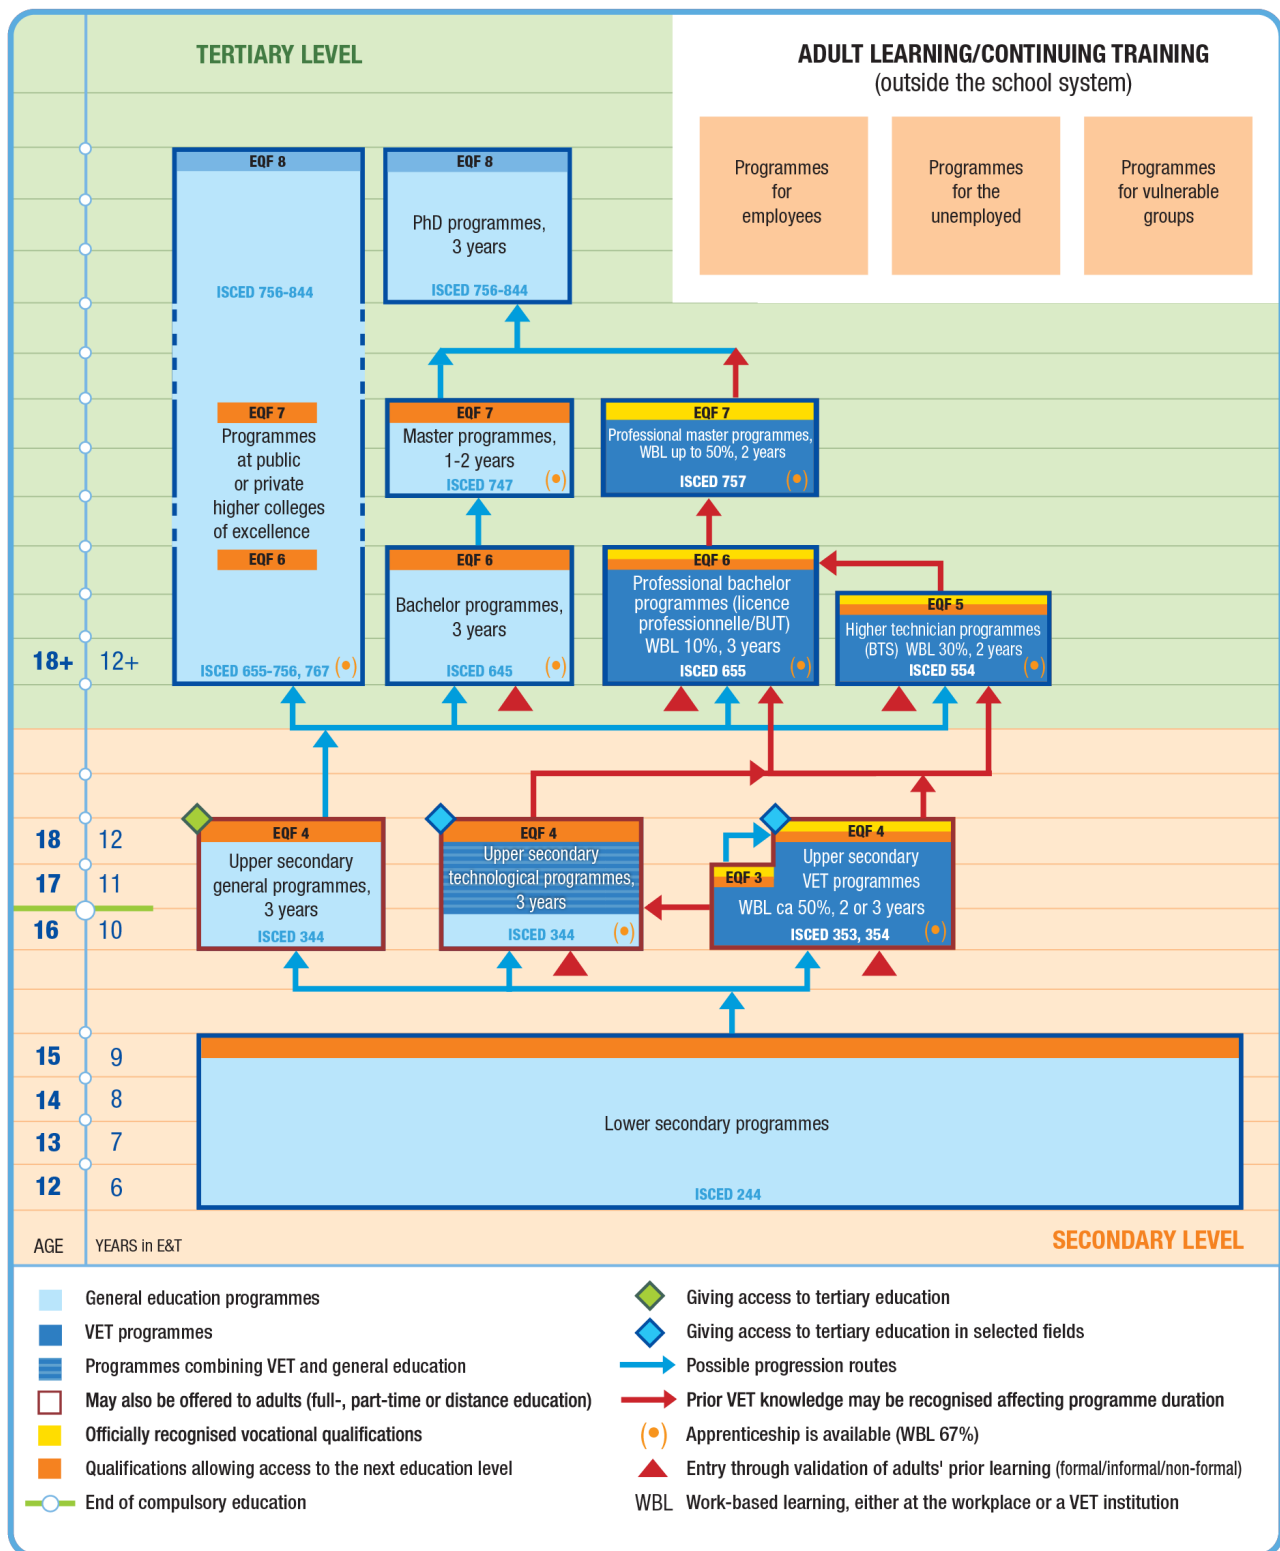 TERTIARY LEVEL
ADULT LEARNING/CONTINUING TRAINING
(outside the school system)
Programmes
for
employees
Programmes
for the
unemployed
Programmes
for vulnerable
groups
EQF 8
ISCED 756-844
EQF 7
Programmes
at public
or private
higher colleges
of excellence
EQF 6
ISCED 655-756, 767
EQF 8
PhD programmes,
3 years
ISCED 756-844
EQF 7
Master programmes,
1-2 years
ISCED 747
EQF 7
Professional master programmes,
WBL up to 50%, 2 years
ISCED 757
EQF 6
Bachelor programmes,
3 years
ISCED 645
EQF 6
Professional bachelor
programmes (licence
professionnelle/BUT)
WBL 10%, 3 years
ISCED 655
EQF 5
Higher technician programmes
(BTS) WBL 30%, 2 years
ISCED 554
18+ 12+
EQF 4
Upper secondary
general programmes,
3 years
ISCED 344
EQF 4
Upper secondary
technological programmes,
3 years
ISCED 344
EQF 4
Upper secondary
VET programmes
EQF 3
WBL ca 50%, 2 or 3 years
ISCED 353, 354
18 12
17 11
16 10
15 9
14 8
13 7
12 6
Lower secondary programmes
ISCED 244
AGE YEARS in E&T
SECONDARY LEVEL
General education programmes
VET programmes
Programmes combining VET and general education
May also be offered to adults (full-, part-time or distance education)
Officially recognised vocational qualifications
Qualifications allowing access to the next education level
End of compulsory education
Giving access to tertiary education
Giving access to tertiary education in selected fields
Possible progression routes
Prior VET knowledge may be recognised affecting programme duration
Apprenticeship is available (WBL 67%)
Entry through validation of adults' prior learning (formal/informal/non-formal)
WBL Work-based learning, either at the workplace or a VET institution